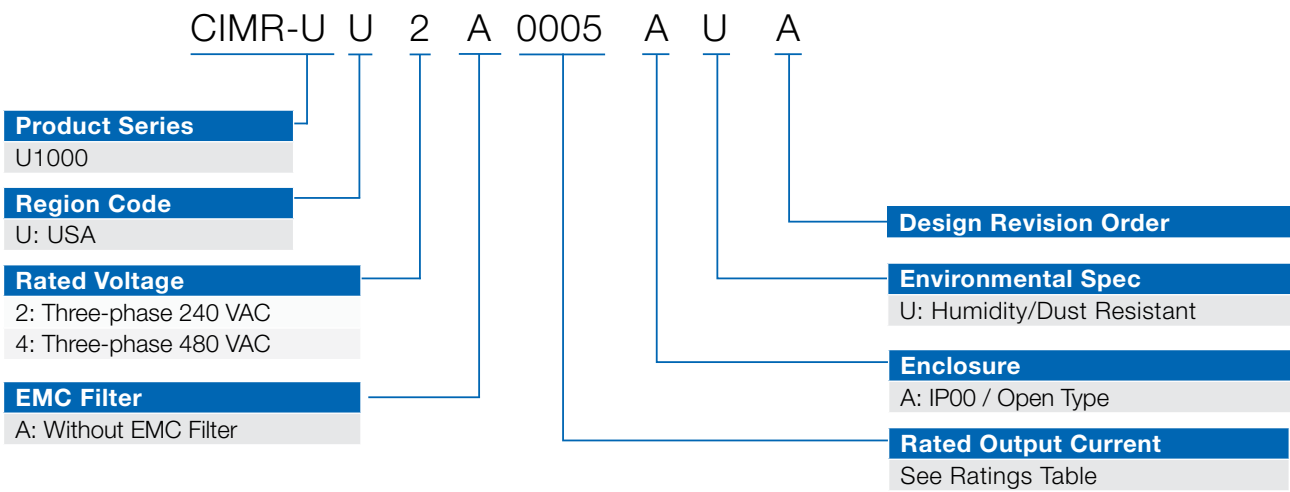 CIMR-U U 2 A 0005 A U A
Product Series
U1000
Region Code
U: USA
Rated Voltage
2: Three-phase 240 VAC
4: Three-phase 480 VAC
EMC Filter
A: Without EMC Filter
Design Revision Order
Environmental Spec
U: Humidity/Dust Resistant
Enclosure
A: IP00 / Open Type
Rated Output Current
See Ratings Table